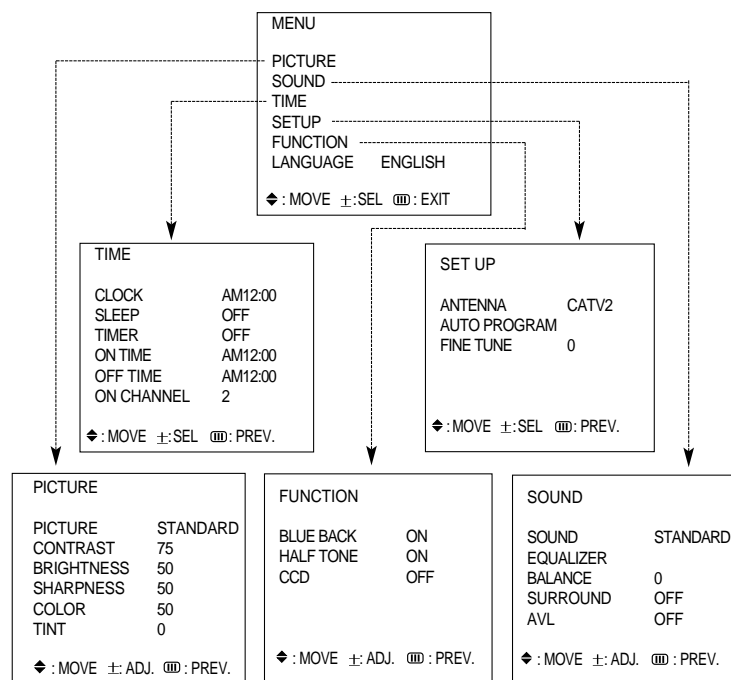 MENU
PICTURE
SOUND
TIME
SETUP
FUNCTION
LANGUAGE ENGLISH
: MOVE ±:SEL : EXIT
TIME
CLOCK AM12:00
SLEEP OFF
TIMER OFF
ON TIME AM12:00
OFF TIME AM12:00
ON CHANNEL 2
: MOVE ±:SEL : PREV.
SET UP
ANTENNA CATV2
AUTO PROGRAM
FINE TUNE 0
: MOVE ±:SEL : PREV.
PICTURE
PICTURE STANDARD
CONTRAST 75
BRIGHTNESS 50
SHARPNESS 50
COLOR 50
TINT 0
: MOVE ±: ADJ. : PREV.
FUNCTION
BLUE BACK ON
HALF TONE ON
CCD OFF
: MOVE ±: ADJ. : PREV.
SOUND
SOUND STANDARD
EQUALIZER
BALANCE 0
SURROUND OFF
AVL OFF
: MOVE ±: ADJ. : PREV.